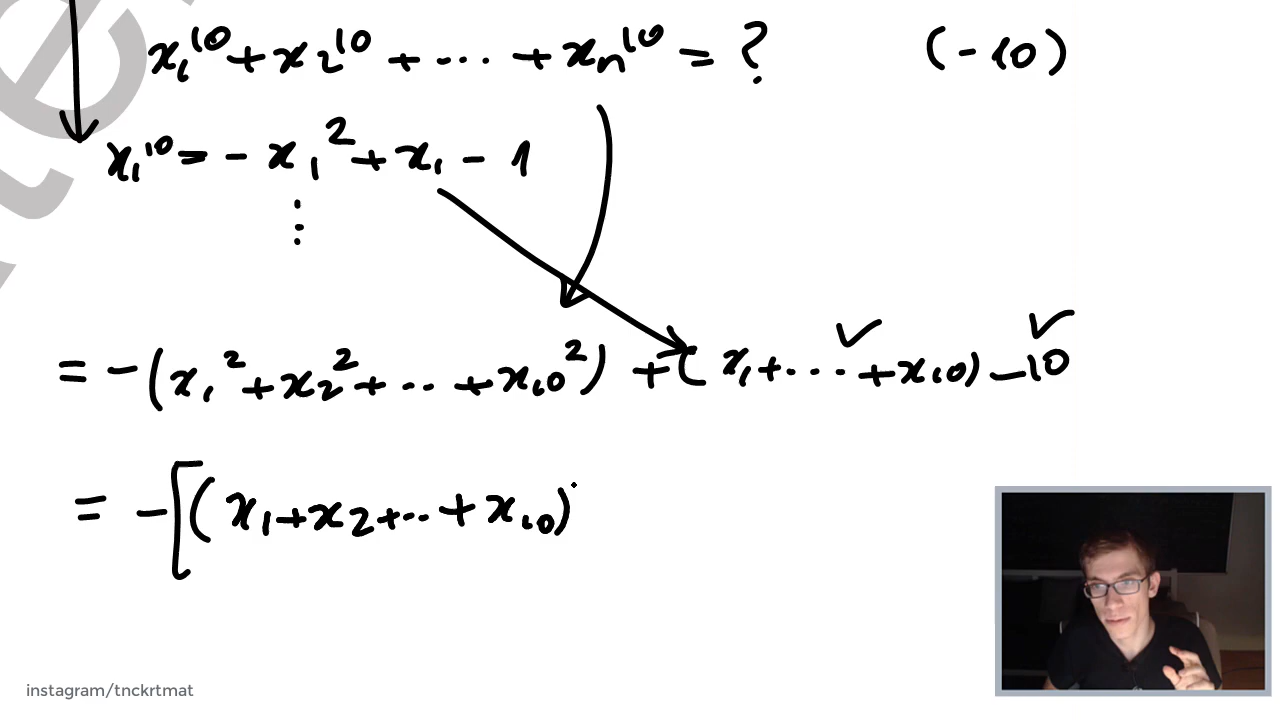 x₁¹⁰ + x₂¹⁰ + ... + xₙ¹⁰ = ? (-10)
x₁¹⁰ = - x₁² + x₁ - 1
⋮
= - (x₁² + x₂² + ... + x₁₀²) + (x₁ + ... + x₁₀) - 10
= - [(x₁ + x₂ + ... + x₁₀)
instagram/tnckrtmat